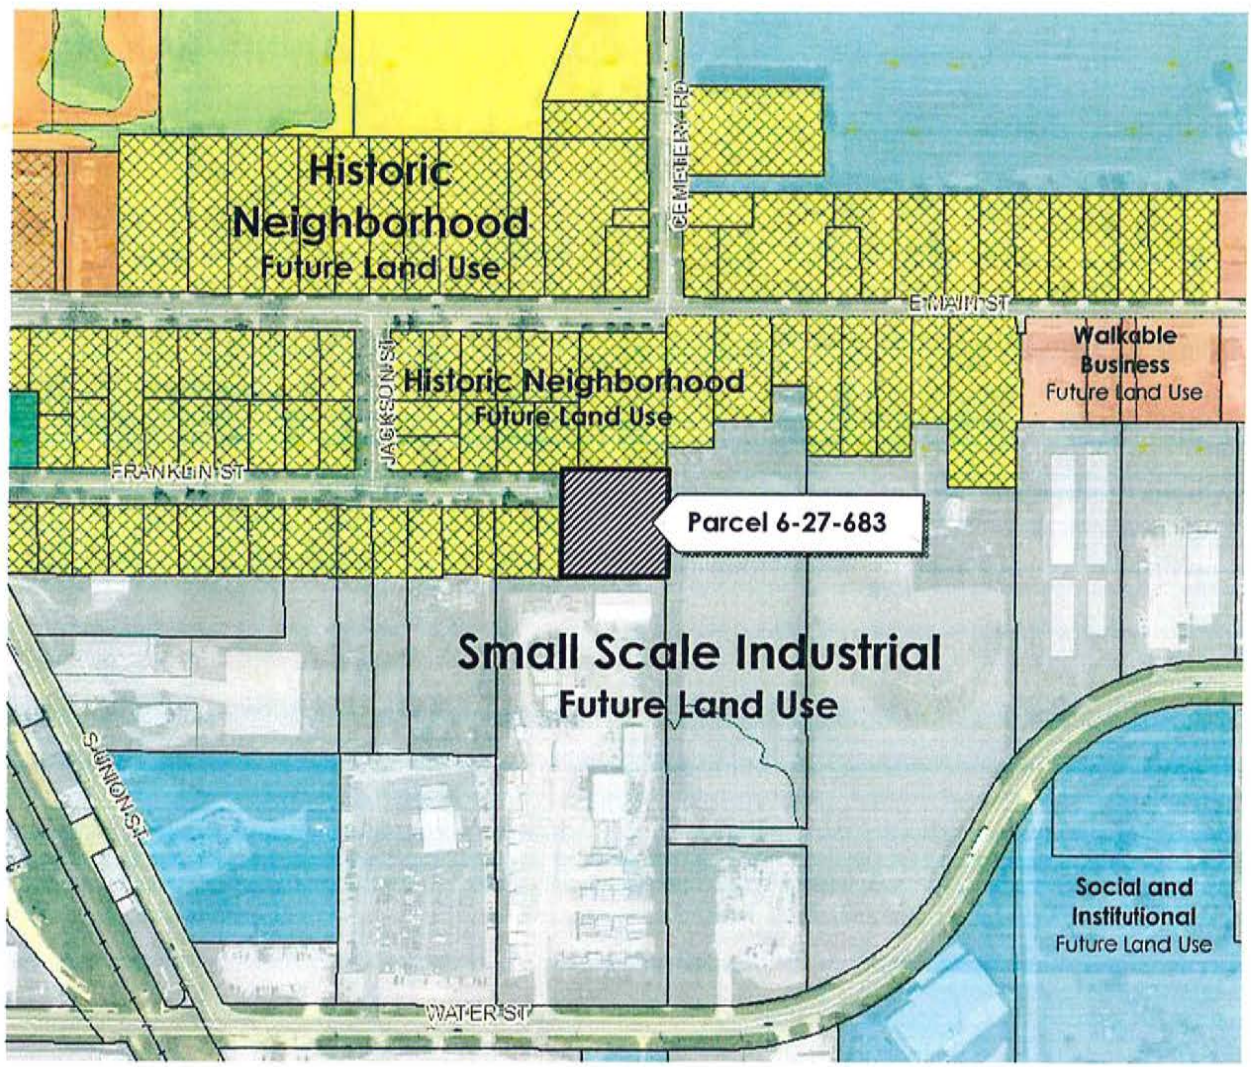 CEMETERY RD
Historic
Neighborhood
Future Land Use
E MAIN ST
Walkable
Business
Future Land Use
JACKSON ST
Historic Neighborhood
Future Land Use
FRANKLIN ST
Parcel 6-27-683
Small Scale Industrial
Future Land Use
S UNION ST
Social and
Institutional
Future Land Use
WATER ST